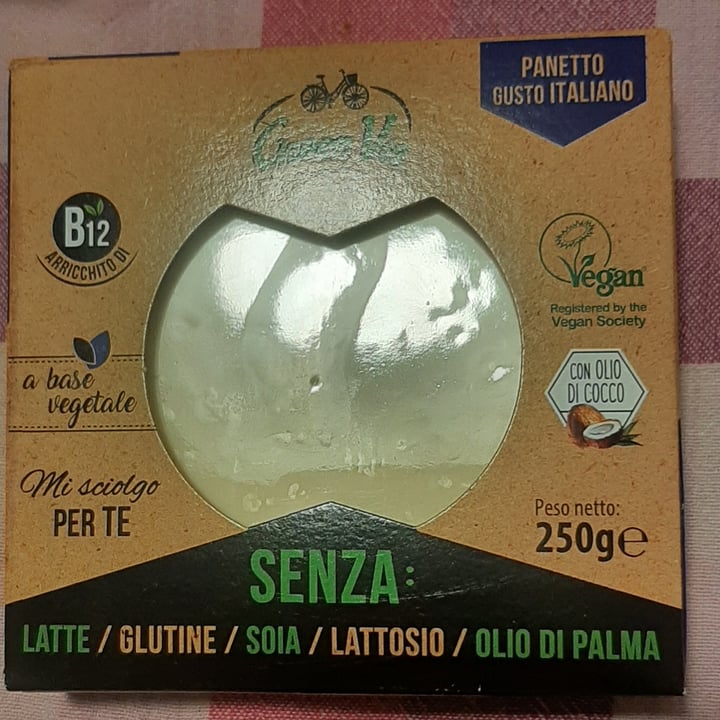 PANETTO
GUSTO ITALIANO
Green
B12
ARRICCHITO DI
Vegan
Registered by the
Vegan Society
a base
vegetale
CON OLIO
DI COCCO
Mi sciolgo
PER TE
Peso netto:
250g e
SENZA:
LATTE / GLUTINE / SOIA / LATTOSIO / OLIO DI PALMA